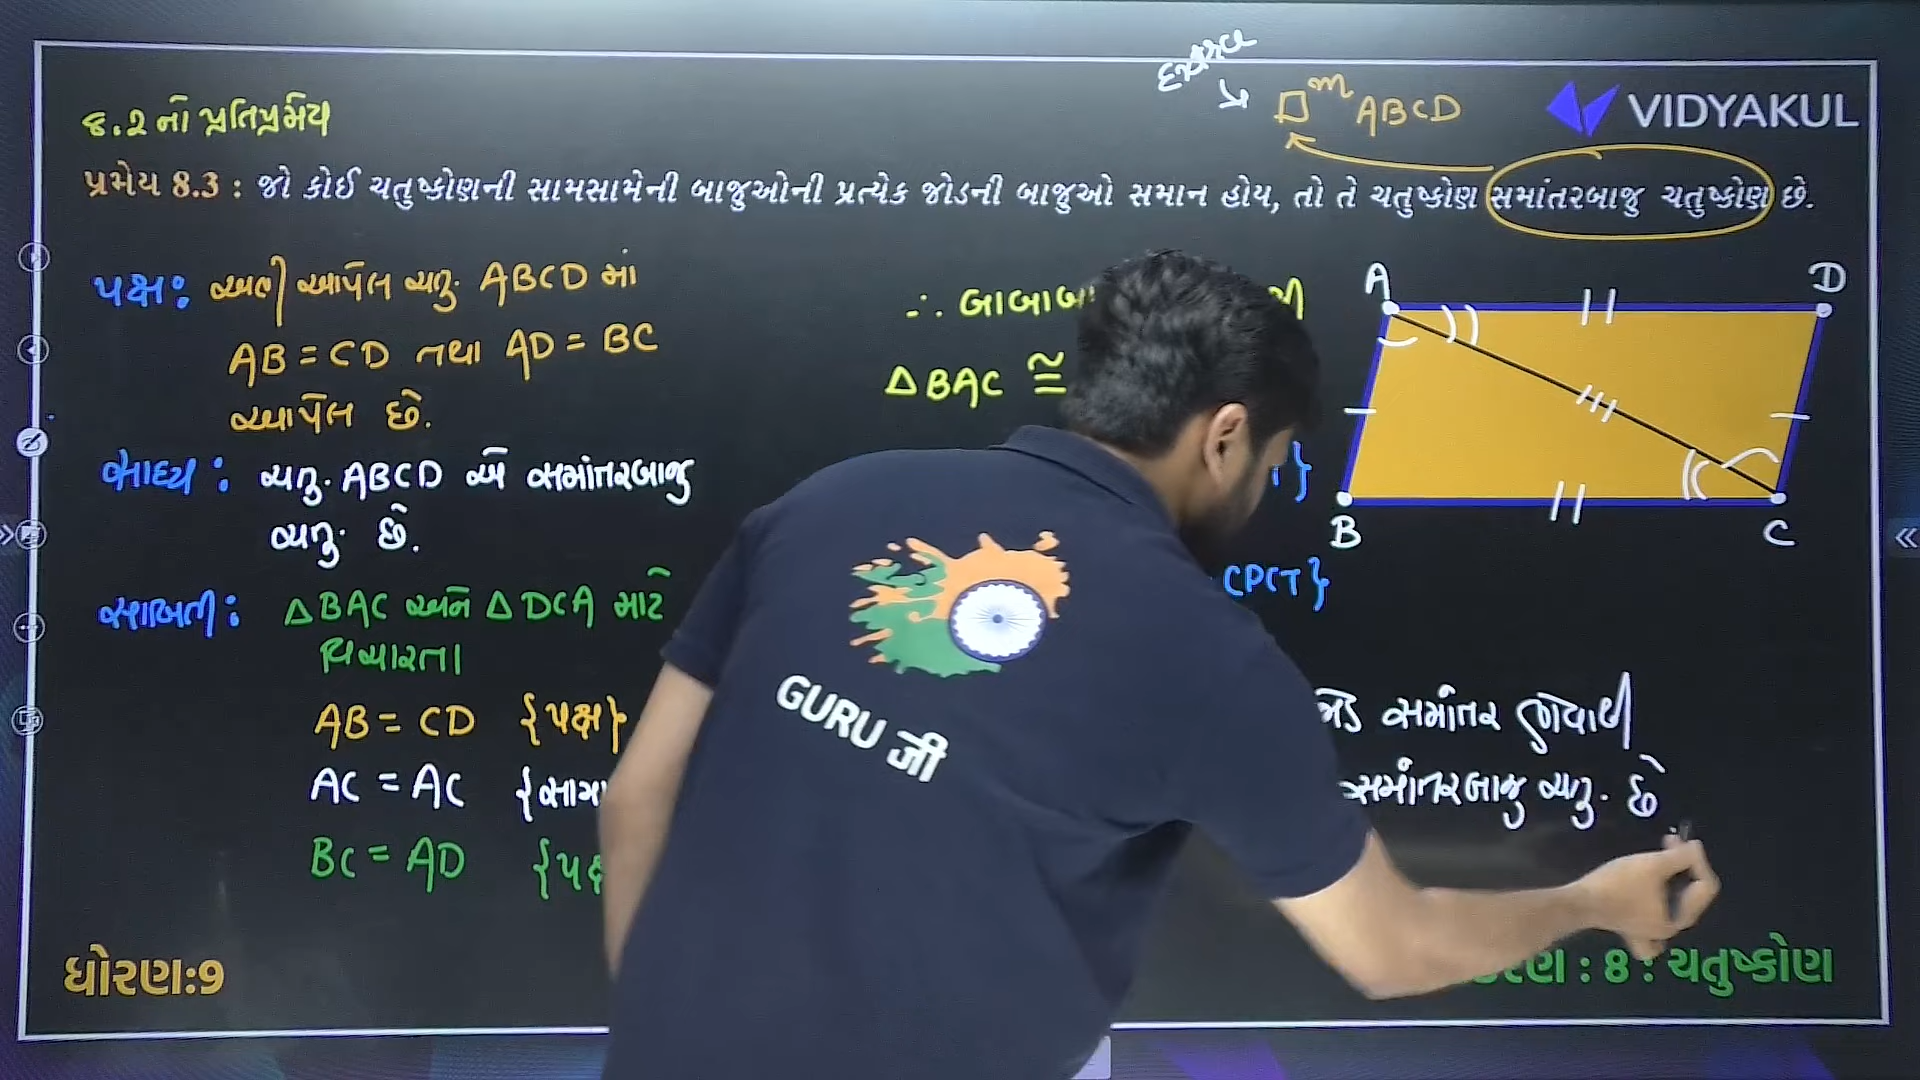 Exercise
□ᵐ ABCD
VIDYAKUL
8.2 નો પ્રતિપ્રમેય
પ્રમેય 8.3 : જો કોઈ ચતુષ્કોણની સામસામેની બાજુઓની પ્રત્યેક જોડની બાજુઓ સમાન હોય, તો તે ચતુષ્કોણ સમાંતરબાજુ ચતુષ્કોણ છે.
પક્ષ: અહીં આપેલ ચતુ. ABCD માં
AB = CD તથા AD = BC
આપેલ છે.
સાધ્ય : ચતુ. ABCD એ સમાંતરબાજુ
ચતુ. છે.
સાબિતી : △BAC અને △DCA માટે
વિચારતા
AB = CD {પક્ષ}
AC = AC
BC = AD
∴ બાબાબા
△BAC ≅
CPCT}
સમાંતર હોવાથી
સમાંતરબાજુ ચતુ. છે
A D
B C
GURU जी
ધોરણ:9
: 8 : ચતુષ્કોણ